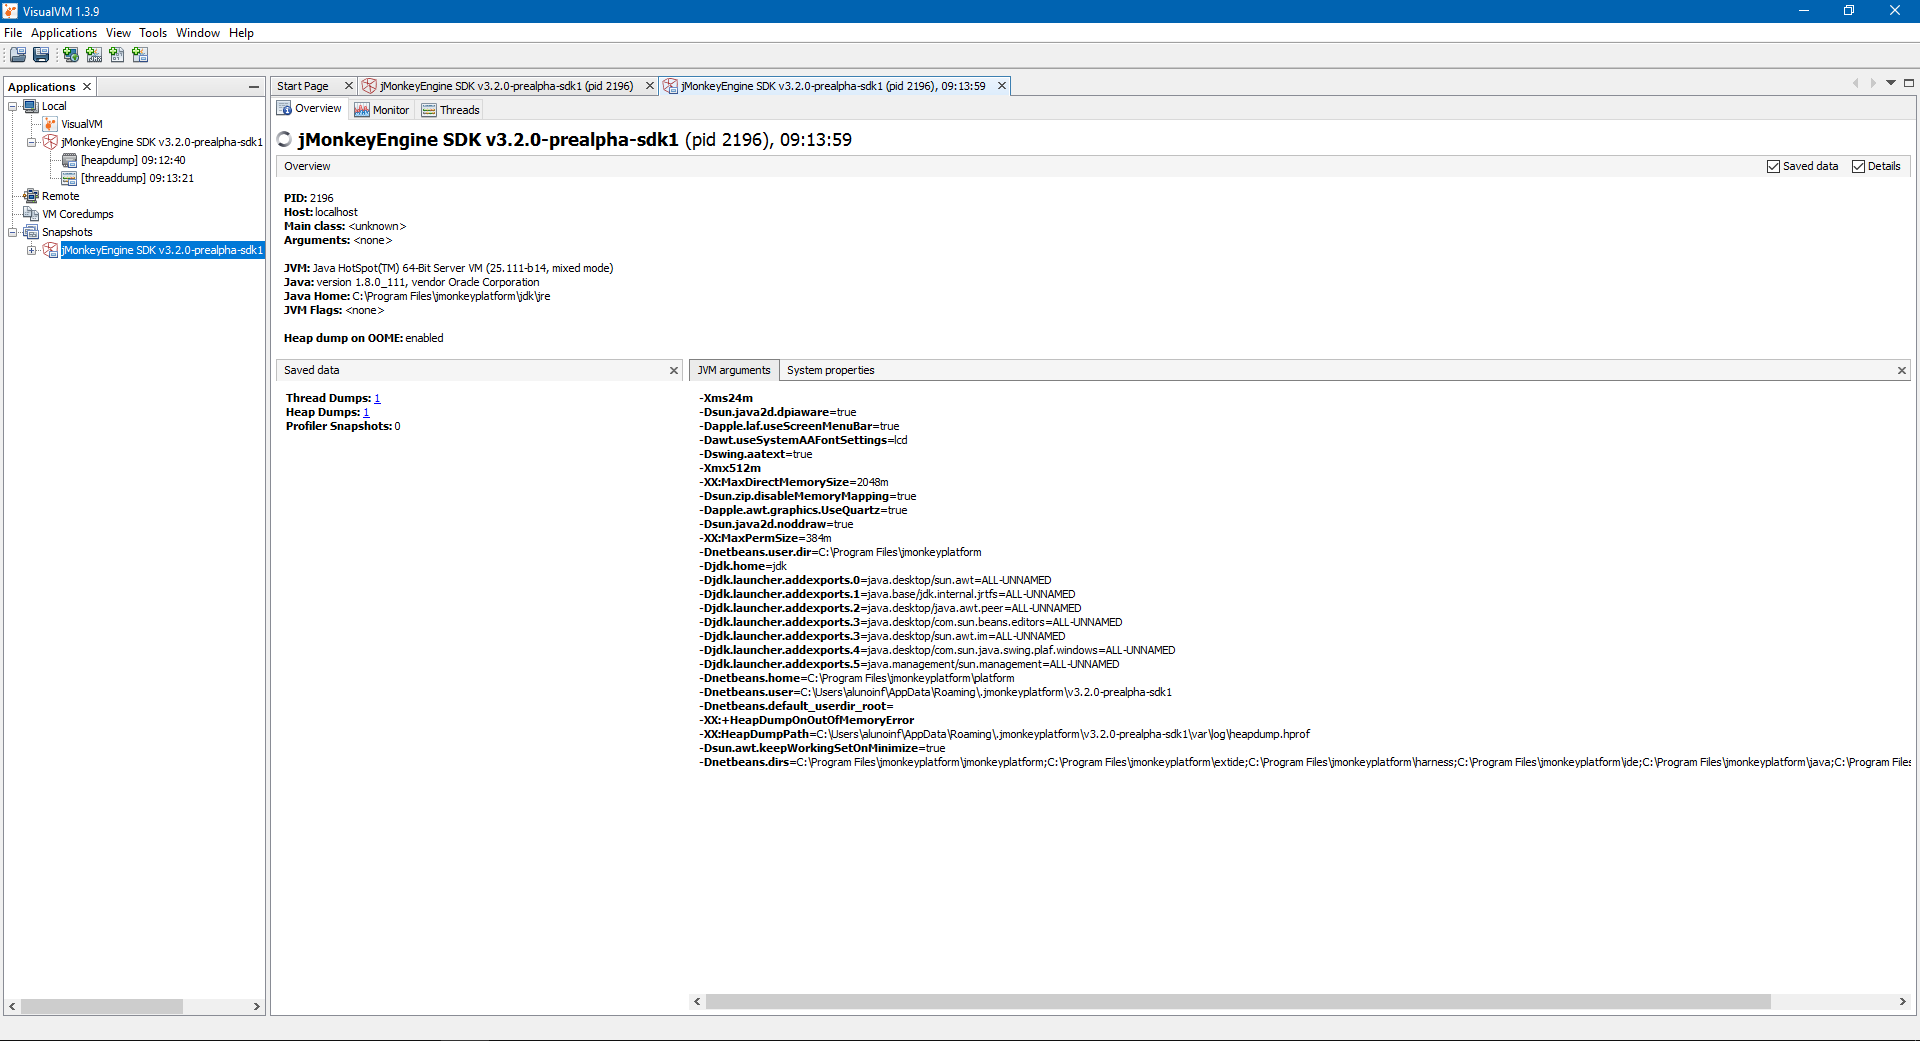 VisualVM 1.3.9
File Applications View Tools Window Help
Applications
Local
VisualVM
jMonkeyEngine SDK v3.2.0-prealpha-sdk1
[heapdump] 09:12:40
[threaddump] 09:13:21
Remote
VM Coredumps
Snapshots
jMonkeyEngine SDK v3.2.0-prealpha-sdk1
Start Page jMonkeyEngine SDK v3.2.0-prealpha-sdk1 (pid 2196) jMonkeyEngine SDK v3.2.0-prealpha-sdk1 (pid 2196), 09:13:59
Overview Monitor Threads
jMonkeyEngine SDK v3.2.0-prealpha-sdk1 (pid 2196), 09:13:59
Overview Saved data Details
PID: 2196
Host: localhost
Main class: <unknown>
Arguments: <none>
JVM: Java HotSpot(TM) 64-Bit Server VM (25.111-b14, mixed mode)
Java: version 1.8.0_111, vendor Oracle Corporation
Java Home: C:\Program Files\jmonkeyplatform\jdk\jre
JVM Flags: <none>
Heap dump on OOME: enabled
Saved data
Thread Dumps: 1
Heap Dumps: 1
Profiler Snapshots: 0
JVM arguments System properties
-Xms24m
-Dsun.java2d.dpiaware=true
-Dapple.laf.useScreenMenuBar=true
-Dawt.useSystemAAFontSettings=lcd
-Dswing.aatext=true
-Xmx512m
-XX:MaxDirectMemorySize=2048m
-Dsun.zip.disableMemoryMapping=true
-Dapple.awt.graphics.UseQuartz=true
-Dsun.java2d.noddraw=true
-XX:MaxPermSize=384m
-Dnetbeans.user.dir=C:\Program Files\jmonkeyplatform
-Djdk.home=jdk
-Djdk.launcher.addexports.0=java.desktop/sun.awt=ALL-UNNAMED
-Djdk.launcher.addexports.1=java.base/jdk.internal.jrtfs=ALL-UNNAMED
-Djdk.launcher.addexports.2=java.desktop/java.awt.peer=ALL-UNNAMED
-Djdk.launcher.addexports.3=java.desktop/com.sun.beans.editors=ALL-UNNAMED
-Djdk.launcher.addexports.3=java.desktop/sun.awt.im=ALL-UNNAMED
-Djdk.launcher.addexports.4=java.desktop/com.sun.java.swing.plaf.windows=ALL-UNNAMED
-Djdk.launcher.addexports.5=java.management/sun.management=ALL-UNNAMED
-Dnetbeans.home=C:\Program Files\jmonkeyplatform\platform
-Dnetbeans.user=C:\Users\alunoinf\AppData\Roaming\.jmonkeyplatform\v3.2.0-prealpha-sdk1
-Dnetbeans.default_userdir_root=
-XX:+HeapDumpOnOutOfMemoryError
-XX:HeapDumpPath=C:\Users\alunoinf\AppData\Roaming\.jmonkeyplatform\v3.2.0-prealpha-sdk1\var\log\heapdump.hprof
-Dsun.awt.keepWorkingSetOnMinimize=true
-Dnetbeans.dirs=C:\Program Files\jmonkeyplatform\jmonkeyplatform;C:\Program Files\jmonkeyplatform\extide;C:\Program Files\jmonkeyplatform\harness;C:\Program Files\jmonkeyplatform\ide;C:\Program Files\jmonkeyplatform\java;C:\Program Files